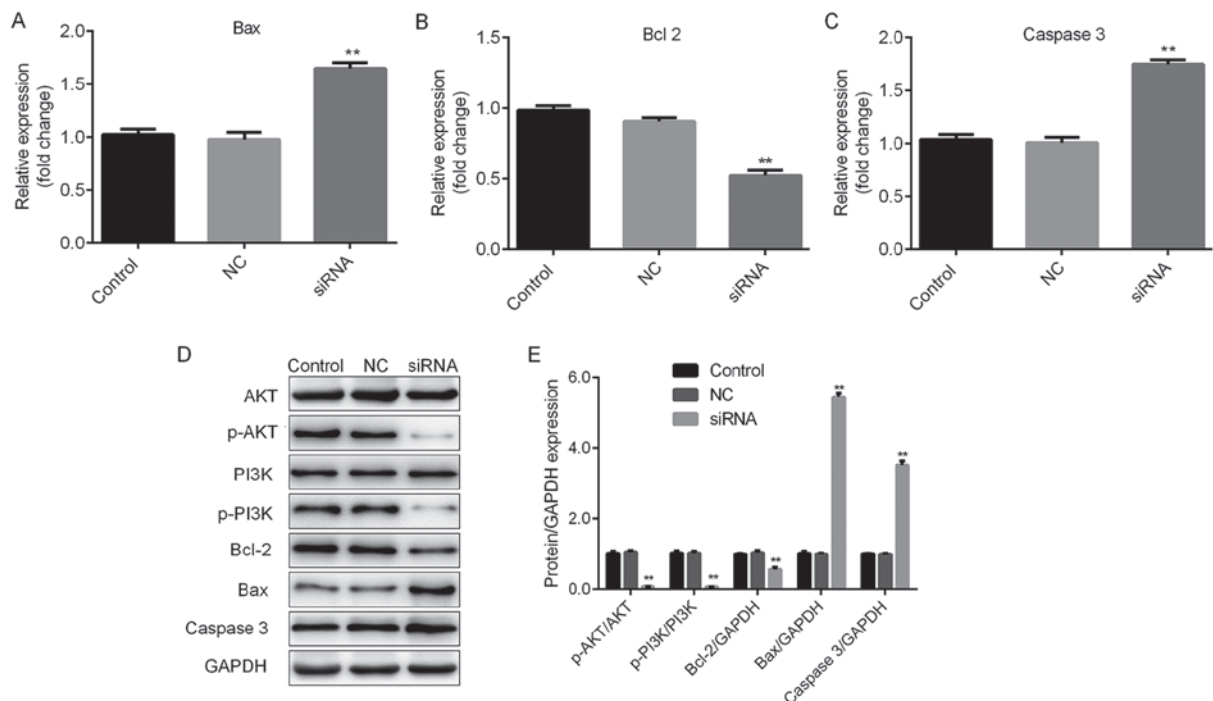 A
Bax
Relative expression
(fold change)
2.0
1.5
1.0
0.5
0.0
**
Control
NC
siRNA
B
Bcl 2
Relative expression
(fold change)
1.5
1.0
0.5
0.0
**
Control
NC
siRNA
C
Caspase 3
Relative expression
(fold change)
2.0
1.5
1.0
0.5
0.0
**
Control
NC
siRNA
D
Control NC siRNA
AKT
p-AKT
PI3K
p-PI3K
Bcl-2
Bax
Caspase 3
GAPDH
E
Control
NC
siRNA
Protein/GAPDH expression
6.0
4.0
2.0
1.0
0.0
**
**
**
**
**
p-AKT/AKT
p-PI3K/PI3K
Bcl-2/GAPDH
Bax/GAPDH
Caspase 3/GAPDH